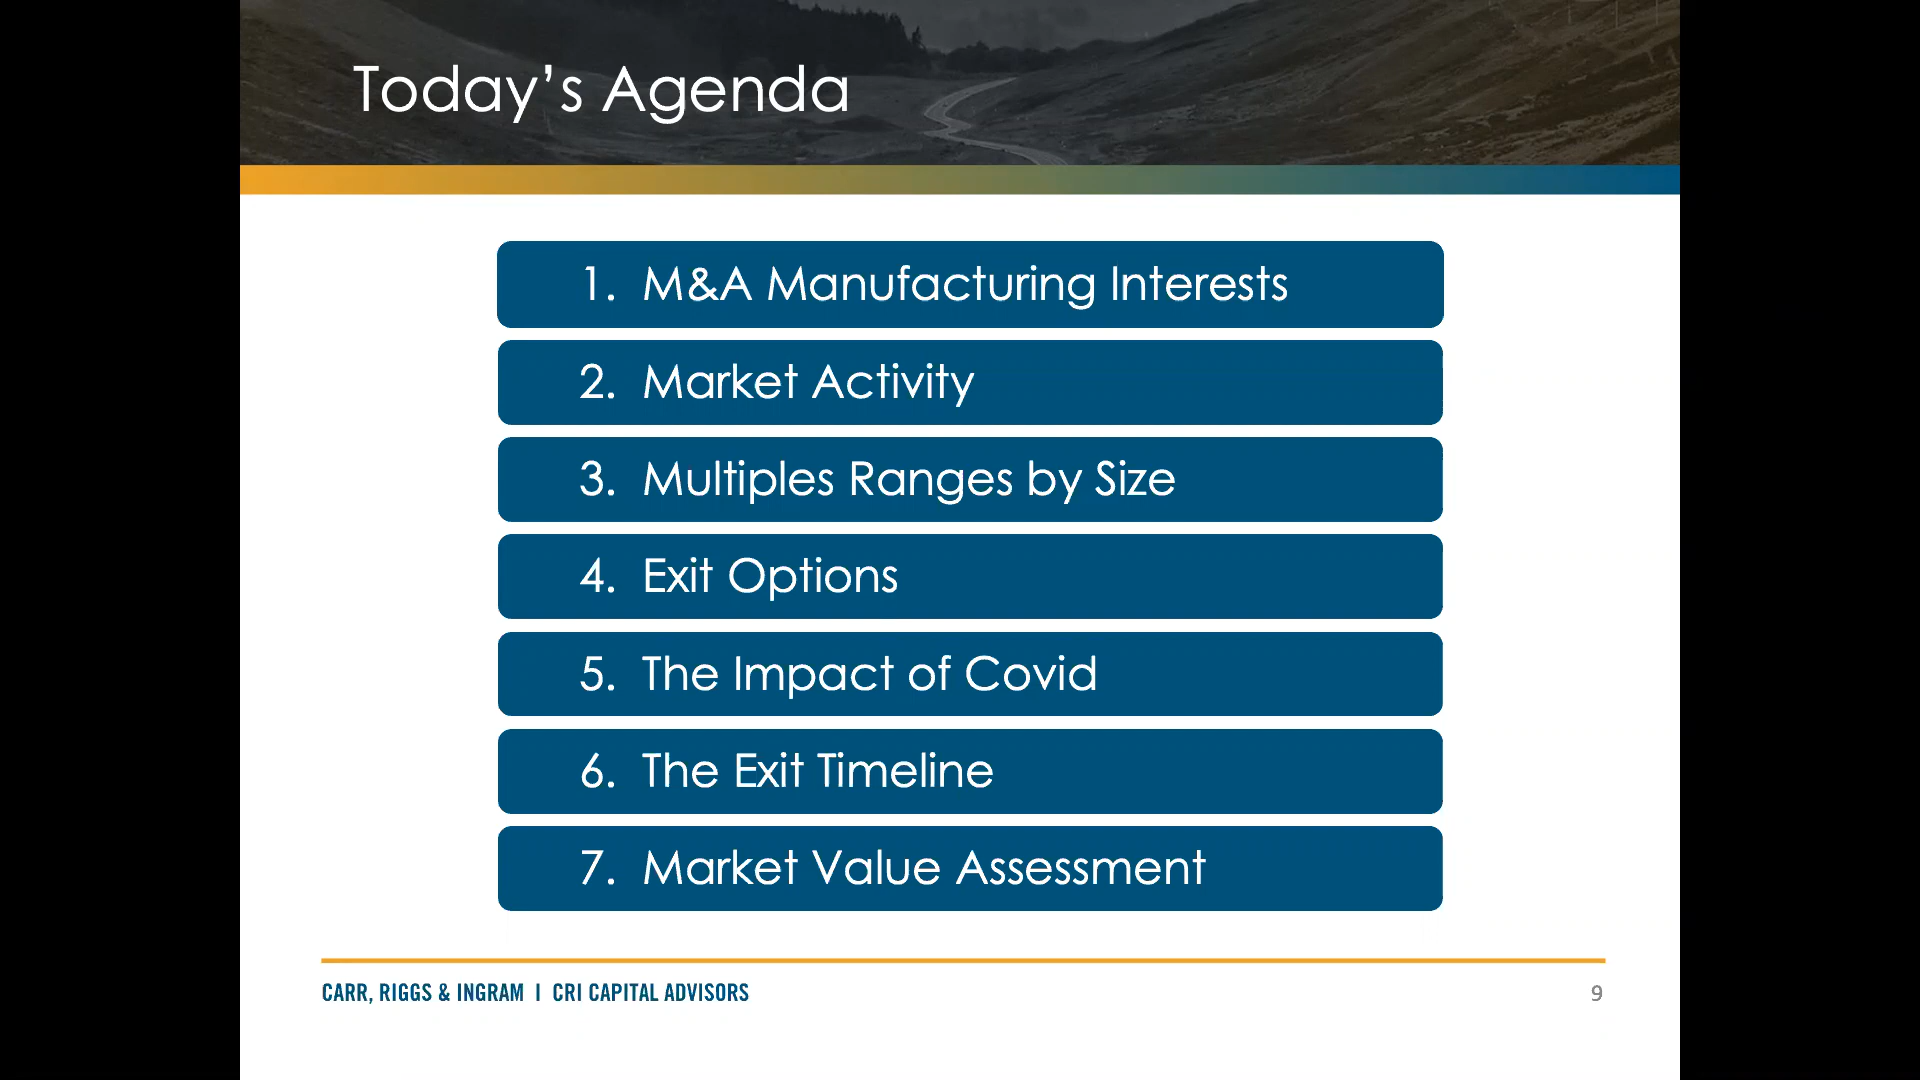 Today’s Agenda
1. M&A Manufacturing Interests
2. Market Activity
3. Multiples Ranges by Size
4. Exit Options
5. The Impact of Covid
6. The Exit Timeline
7. Market Value Assessment
CARR, RIGGS & INGRAM I CRI CAPITAL ADVISORS
9